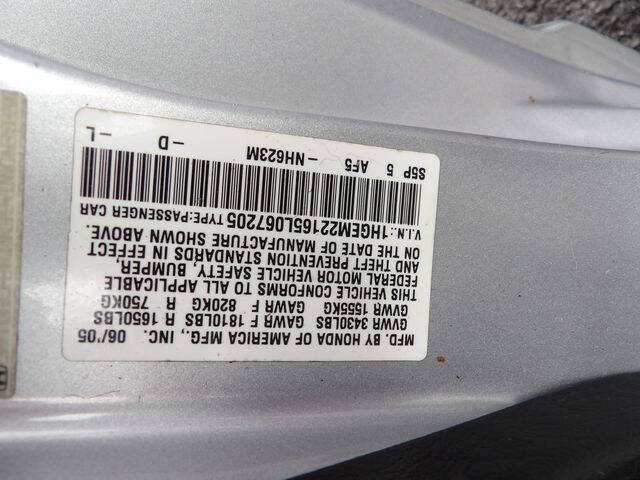 MFD. BY HONDA OF AMERICA MFG., INC. 06/'05
GVWR 3430LBS GAWR F 1810LBS R 1650LBS
GVWR 1555KG GAWR F 820KG R 750KG
THIS VEHICLE CONFORMS TO ALL APPLICABLE
FEDERAL MOTOR VEHICLE SAFETY, BUMPER,
AND THEFT PREVENTION STANDARDS IN EFFECT
ON THE DATE OF MANUFACTURE SHOWN ABOVE.
V.I.N.: 1HGEM22165L067205 TYPE:PASSENGER CAR
S5P 5 AF5 -NH623M -D -L